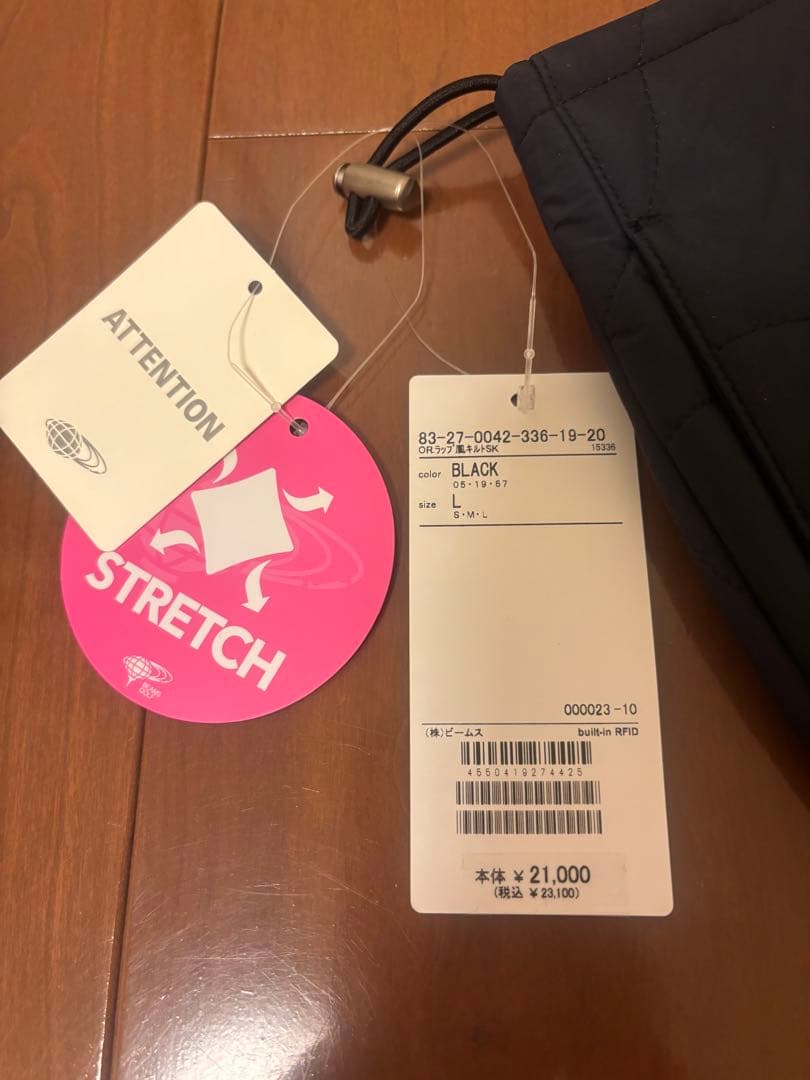 ATTENTION
STRETCH
BEAMS
GOLF
83-27-0042-336-19-20
ORラップ風キルトSK 15336
color BLACK
05・19・67
size L
S・M・L
000023-10
(株)ビームス built-in RFID
4550419274425
本体 ¥21,000
(税込 ¥23,100)